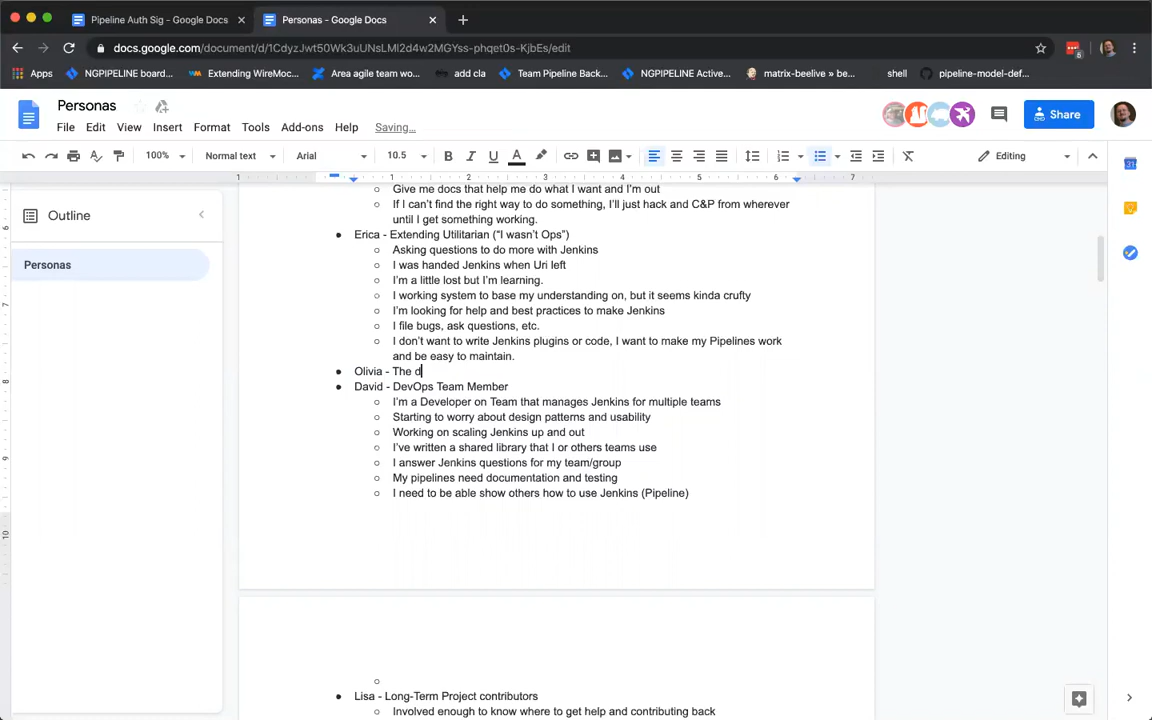 Pipeline Auth Sig - Google Docs
Personas - Google Docs
docs.google.com/document/d/1CdyzJwt50Wk3uUNsLMl2d4w2MGYss-phqet0s-KjbEs/edit
Apps
NGPIPELINE board...
Extending WireMoc...
Area agile team wo...
add cla
Team Pipeline Back...
NGPIPELINE Active...
matrix-beelive » be...
shell
pipeline-model-def...
Personas
File Edit View Insert Format Tools Add-ons Help Saving...
Share
100% Normal text Arial 10.5 B I U A Editing
1 1 2 3 4 5 6 7
Outline
Personas
Give me docs that help me do what I want and I'm out
If I can't find the right way to do something, I'll just hack and C&P from wherever
until I get something working.
Erica - Extending Utilitarian ("I wasn't Ops")
Asking questions to do more with Jenkins
I was handed Jenkins when Uri left
I'm a little lost but I'm learning.
I working system to base my understanding on, but it seems kinda crufty
I'm looking for help and best practices to make Jenkins
I file bugs, ask questions, etc.
I don't want to write Jenkins plugins or code, I want to make my Pipelines work
and be easy to maintain.
Olivia - The d
David - DevOps Team Member
I'm a Developer on Team that manages Jenkins for multiple teams
Starting to worry about design patterns and usability
Working on scaling Jenkins up and out
I've written a shared library that I or others teams use
I answer Jenkins questions for my team/group
My pipelines need documentation and testing
I need to be able show others how to use Jenkins (Pipeline)
Lisa - Long-Term Project contributors
Involved enough to know where to get help and contributing back